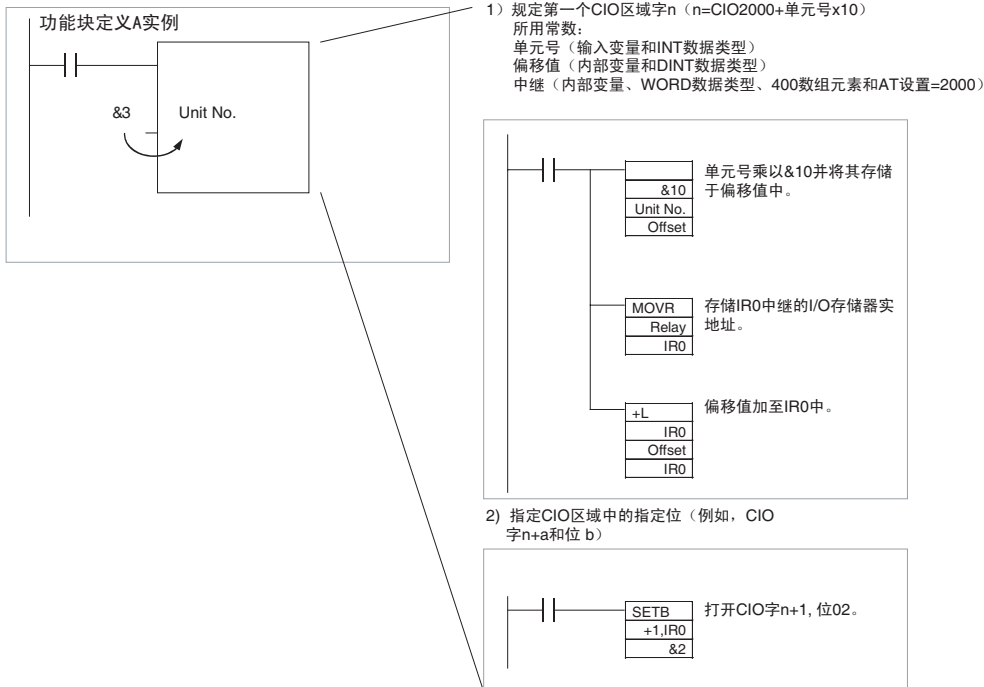 功能块定义A实例
&3
Unit No.
1）规定第一个CIO区域字n（n=CIO2000+单元号x10）
所用常数：
单元号（输入变量和INT数据类型）
偏移值（内部变量和DINT数据类型）
中继（内部变量、WORD数据类型、400数组元素和AT设置=2000）
&10
Unit No.
Offset
单元号乘以&10并将其存储
于偏移值中。
MOVR
Relay
IR0
存储IR0中继的I/O存储器实
地址。
+L
IR0
Offset
IR0
偏移值加至IR0中。
2) 指定CIO区域中的指定位（例如，CIO
字n+a和位 b）
SETB
+1,IR0
&2
打开CIO字n+1, 位02。